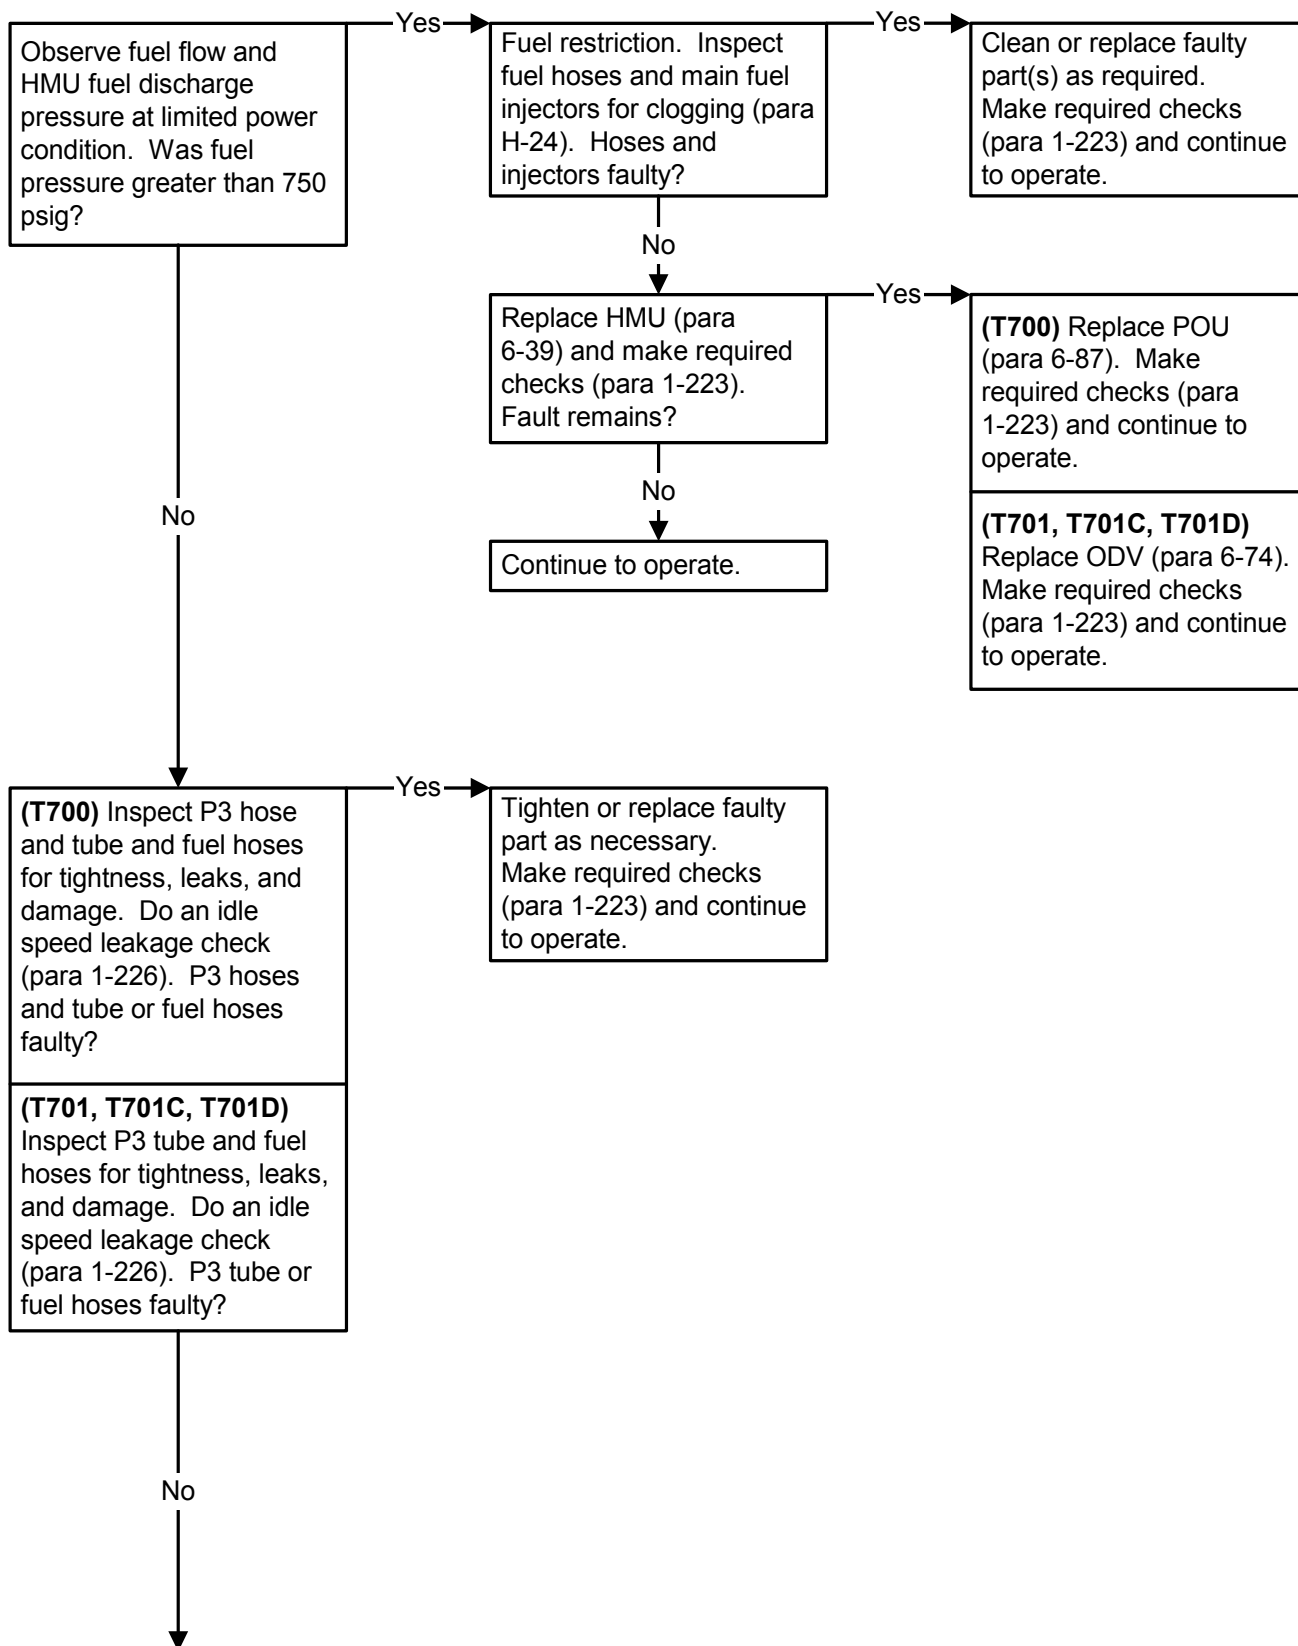 Observe fuel flow and
HMU fuel discharge
pressure at limited power
condition.  Was fuel
pressure greater than 750
psig?
Yes
Fuel restriction.  Inspect
fuel hoses and main fuel
injectors for clogging (para
H-24).  Hoses and
injectors faulty?
Yes
Clean or replace faulty
part(s) as required.
Make required checks
(para 1-223) and continue
to operate.
No
Replace HMU (para
6-39) and make required
checks (para 1-223).
Fault remains?
Yes
(T700) Replace POU
(para 6-87).  Make
required checks (para
1-223) and continue to
operate.
(T701, T701C, T701D)
Replace ODV (para 6-74).
Make required checks
(para 1-223) and continue
to operate.
No
Continue to operate.
No
(T700) Inspect P3 hose
and tube and fuel hoses
for tightness, leaks, and
damage.  Do an idle
speed leakage check
(para 1-226).  P3 hoses
and tube or fuel hoses
faulty?
(T701, T701C, T701D)
Inspect P3 tube and fuel
hoses for tightness, leaks,
and damage.  Do an idle
speed leakage check
(para 1-226).  P3 tube or
fuel hoses faulty?
Yes
Tighten or replace faulty
part as necessary.
Make required checks
(para 1-223) and continue
to operate.
No